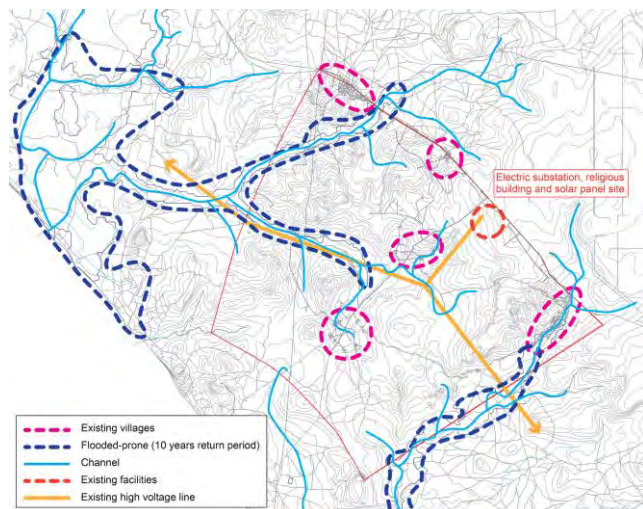 Electric substation, religious
building and solar panel site.
Existing villages
Flooded-prone (10 years return period)
Channel
Existing facilities
Existing high voltage line